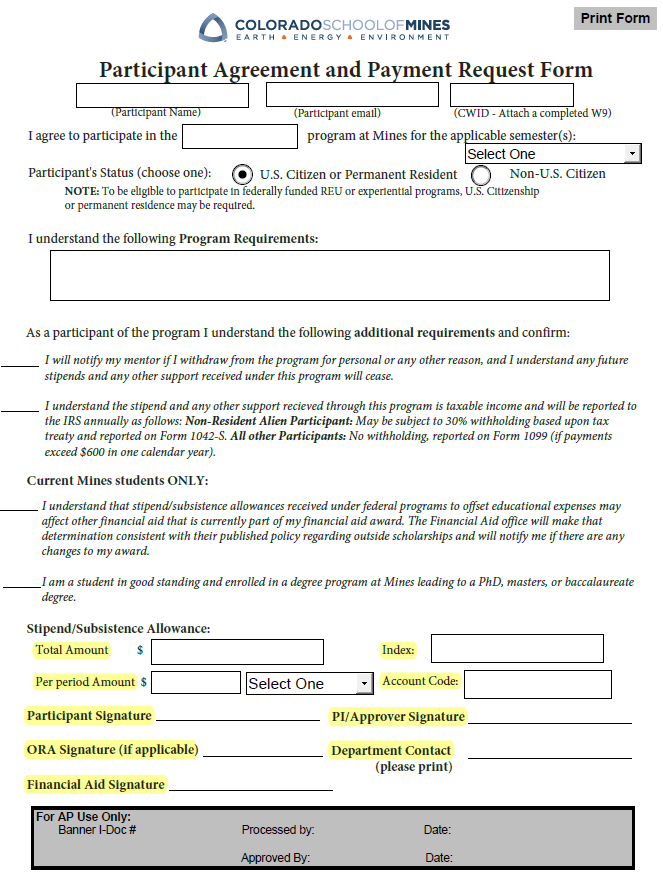 COLORADOSCHOOLOFMINES
EARTH • ENERGY • ENVIRONMENT
Print Form
Participant Agreement and Payment Request Form
(Participant Name) (Participant email) (CWID - Attach a completed W9)
I agree to participate in the program at Mines for the applicable semester(s):
Select One
Participant's Status (choose one): U.S. Citizen or Permanent Resident Non-U.S. Citizen
NOTE: To be eligible to participate in federally funded REU or experiential programs, U.S. Citizenship
or permanent residence may be required.
I understand the following Program Requirements:
As a participant of the program I understand the following additional requirements and confirm:
I will notify my mentor if I withdraw from the program for personal or any other reason, and I understand any future
stipends and any other support received under this program will cease.
I understand the stipend and any other support recieved through this program is taxable income and will be reported to
the IRS annually as follows: Non-Resident Alien Participant: May be subject to 30% withholding based upon tax
treaty and reported on Form 1042-S. All other Participants: No withholding, reported on Form 1099 (if payments
exceed $600 in one calendar year).
Current Mines students ONLY:
I understand that stipend/subsistence allowances received under federal programs to offset educational expenses may
affect other financial aid that is currently part of my financial aid award. The Financial Aid office will make that
determination consistent with their published policy regarding outside scholarships and will notify me if there are any
changes to my award.
I am a student in good standing and enrolled in a degree program at Mines leading to a PhD, masters, or baccalaureate
degree.
Stipend/Subsistence Allowance:
Total Amount $ Index:
Per period Amount $ Select One Account Code:
Participant Signature PI/Approver Signature
ORA Signature (if applicable) Department Contact
(please print)
Financial Aid Signature
For AP Use Only:
Banner I-Doc # Processed by: Date:
Approved By: Date: